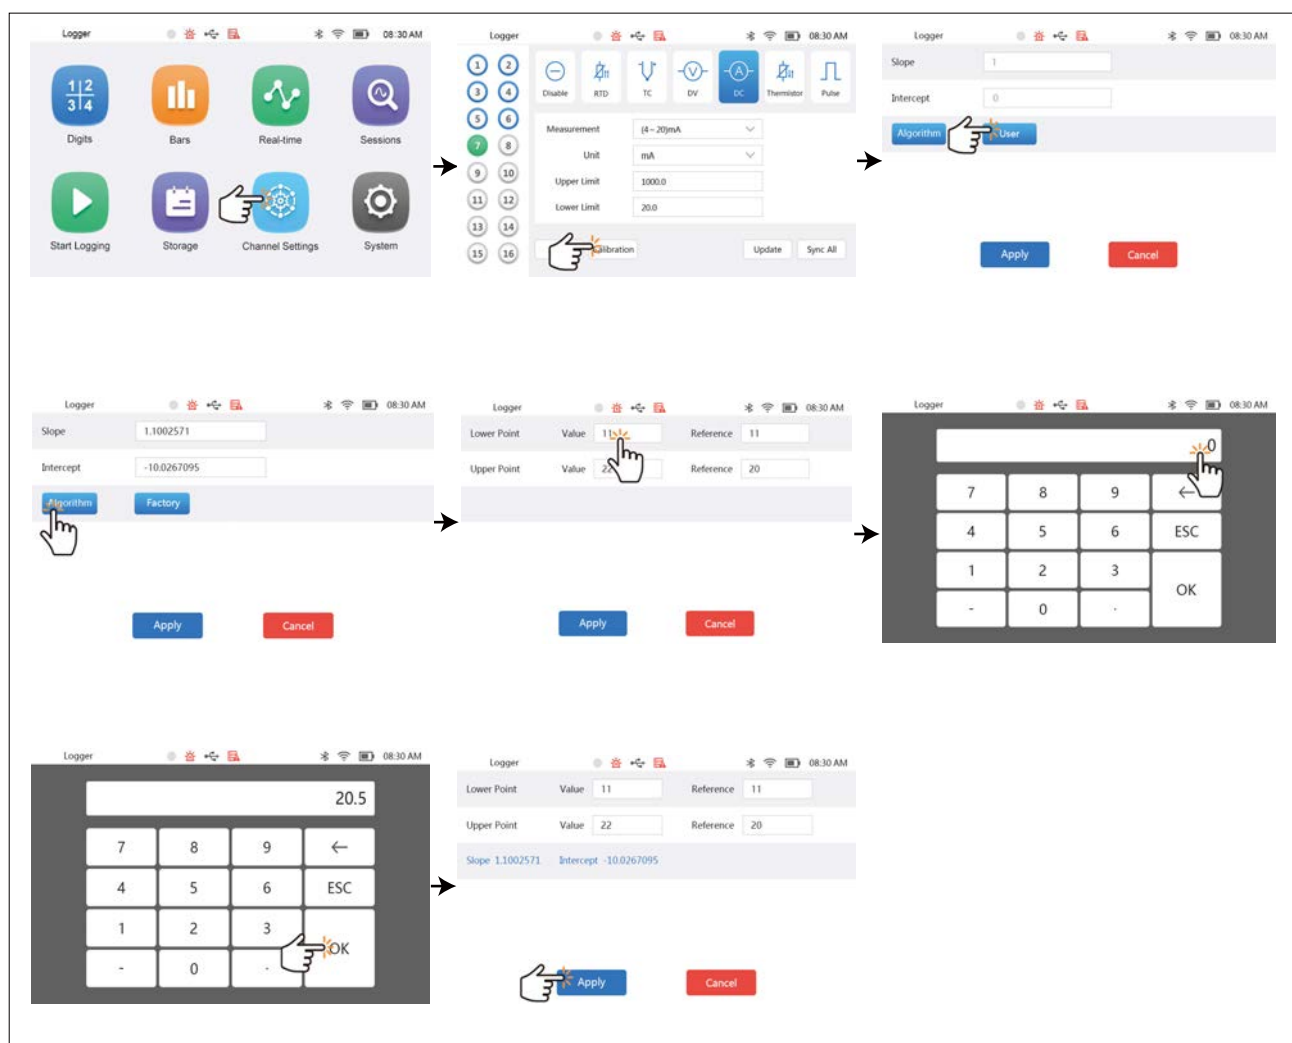 Logger 08:30 AM
1 2
3 4
Digits Bars Real-time Sessions
Start Logging Storage Channel Settings System
Logger 08:30 AM
1 2
3 4
5 6
7 8
9 10
11 12
13 14
15 16
Disable RTD TC DV DC Thermistor Pulse
Measurement (4~20)mA
Unit mA
Upper Limit 1000.0
Lower Limit 20.0
Update Sync All
Logger 08:30 AM
Slope 1
Intercept 0
Algorithm User
Apply Cancel
Logger 08:30 AM
Slope 1.1002571
Intercept -10.0267095
Algorithm Factory
Apply Cancel
Logger 08:30 AM
Lower Point Value 11 Reference 11
Upper Point Value 22 Reference 20
Apply Cancel
Logger 08:30 AM
0
7 8 9 ←
4 5 6 ESC
1 2 3
OK
- 0 .
Logger 08:30 AM
20.5
7 8 9 ←
4 5 6 ESC
1 2 3
OK
- 0 .
Logger 08:30 AM
Lower Point Value 11 Reference 11
Upper Point Value 22 Reference 20
Slope 1.1002571 Intercept -10.0267095
Apply Cancel